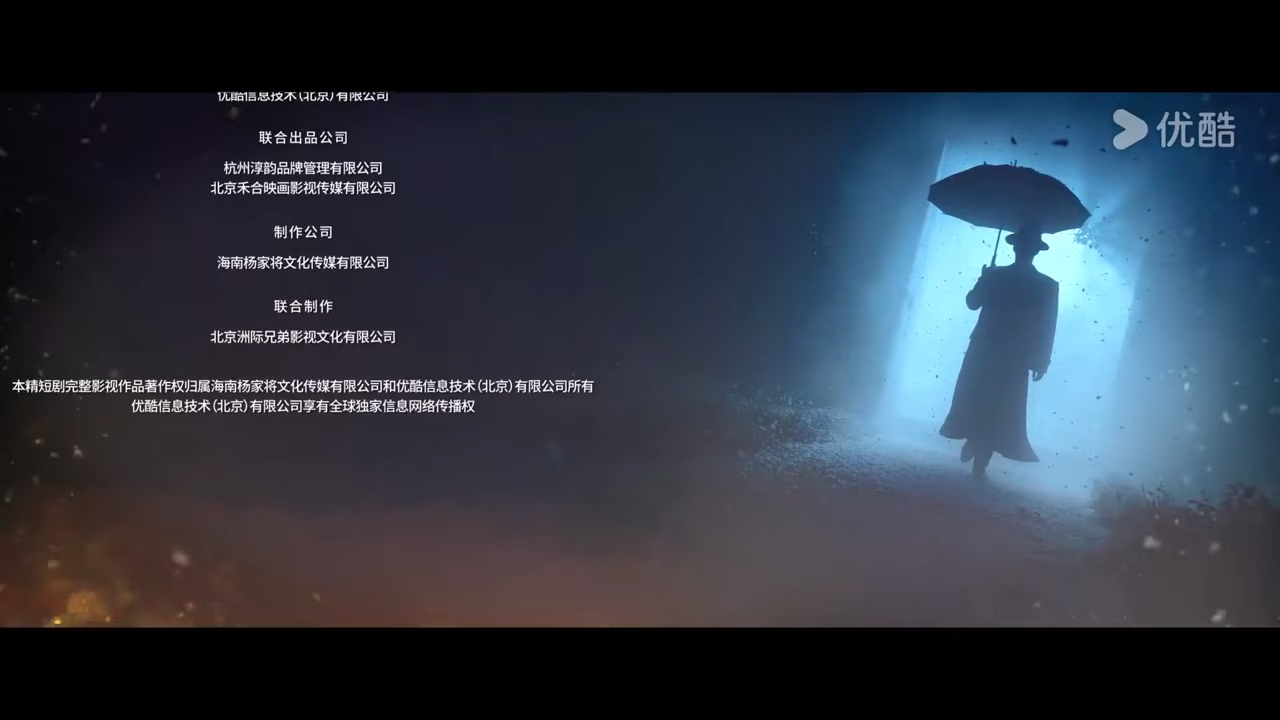 优酷信息技术(北京)有限公司
联合出品公司
杭州淳韵品牌管理有限公司
北京禾合映画影视传媒有限公司
制作公司
海南杨家将文化传媒有限公司
联合制作
北京洲际兄弟影视文化有限公司
本精短剧完整影视作品著作权归属海南杨家将文化传媒有限公司和优酷信息技术(北京)有限公司所有
优酷信息技术(北京)有限公司享有全球独家信息网络传播权
优酷